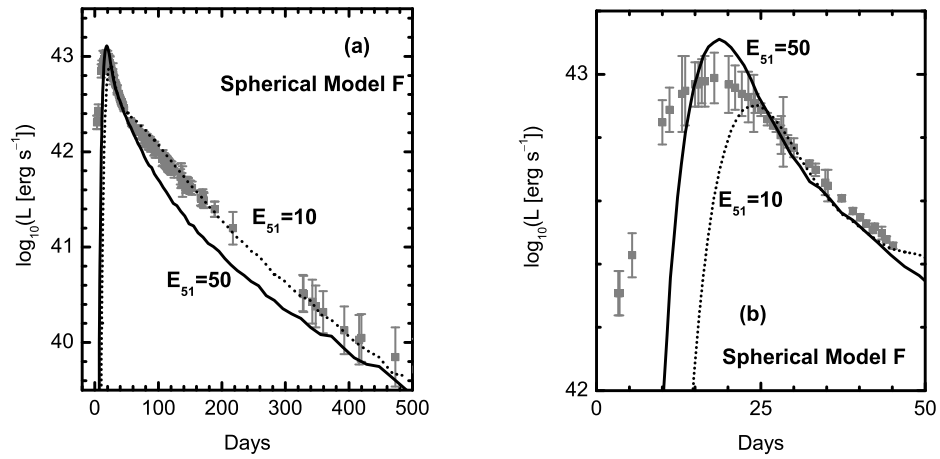 (a)
Spherical Model F
43
42
41
40
log₁₀(L [erg s⁻¹])
E₅₁=10
E₅₁=50
0 100 200 300 400 500
Days
43
42
log₁₀(L [erg s⁻¹])
E₅₁=50
E₅₁=10
(b)
Spherical Model F
0 25 50
Days